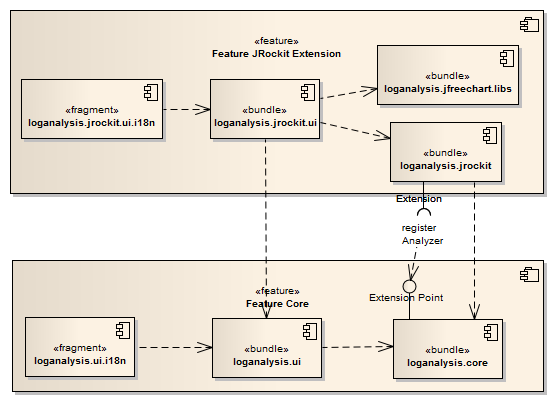 «feature»
Feature JRockit Extension
«bundle»
loganalysis.jfreechart.libs
«fragment»
loganalysis.jrockit.ui.i18n
«bundle»
loganalysis.jrockit.ui
«bundle»
loganalysis.jrockit
Extension
register
Analyzer
«feature»
Feature Core
Extension Point
«fragment»
loganalysis.ui.i18n
«bundle»
loganalysis.ui
«bundle»
loganalysis.core